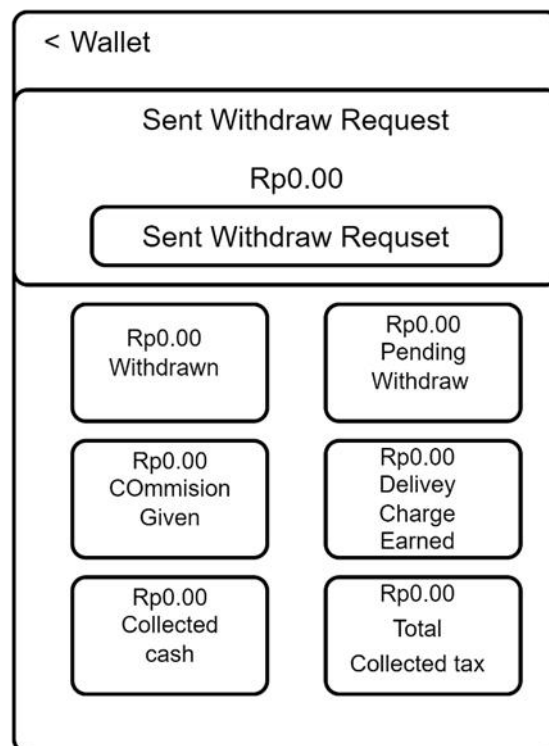 < Wallet
Sent Withdraw Request
Rp0.00
Sent Withdraw Requset
Rp0.00
Withdrawn
Rp0.00
Pending
Withdraw
Rp0.00
COmmision
Given
Rp0.00
Delivey
Charge
Earned
Rp0.00
Collected
cash
Rp0.00
Total
Collected tax